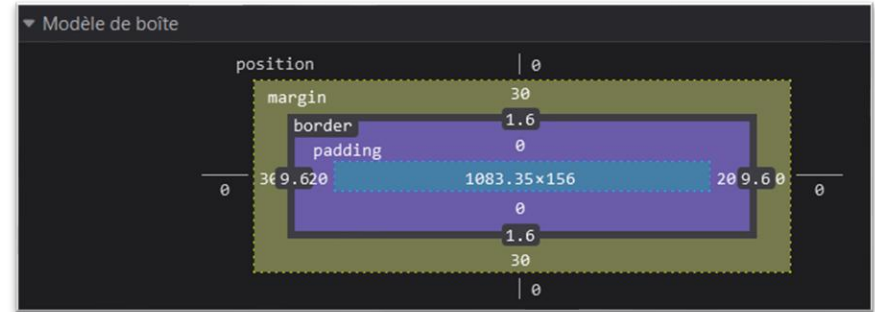 Modèle de boîte
position 0
margin 30
border 1.6
padding 0
0 30 9.6 20 1083.35×156 20 9.6 0 0
0
1.6
30
0